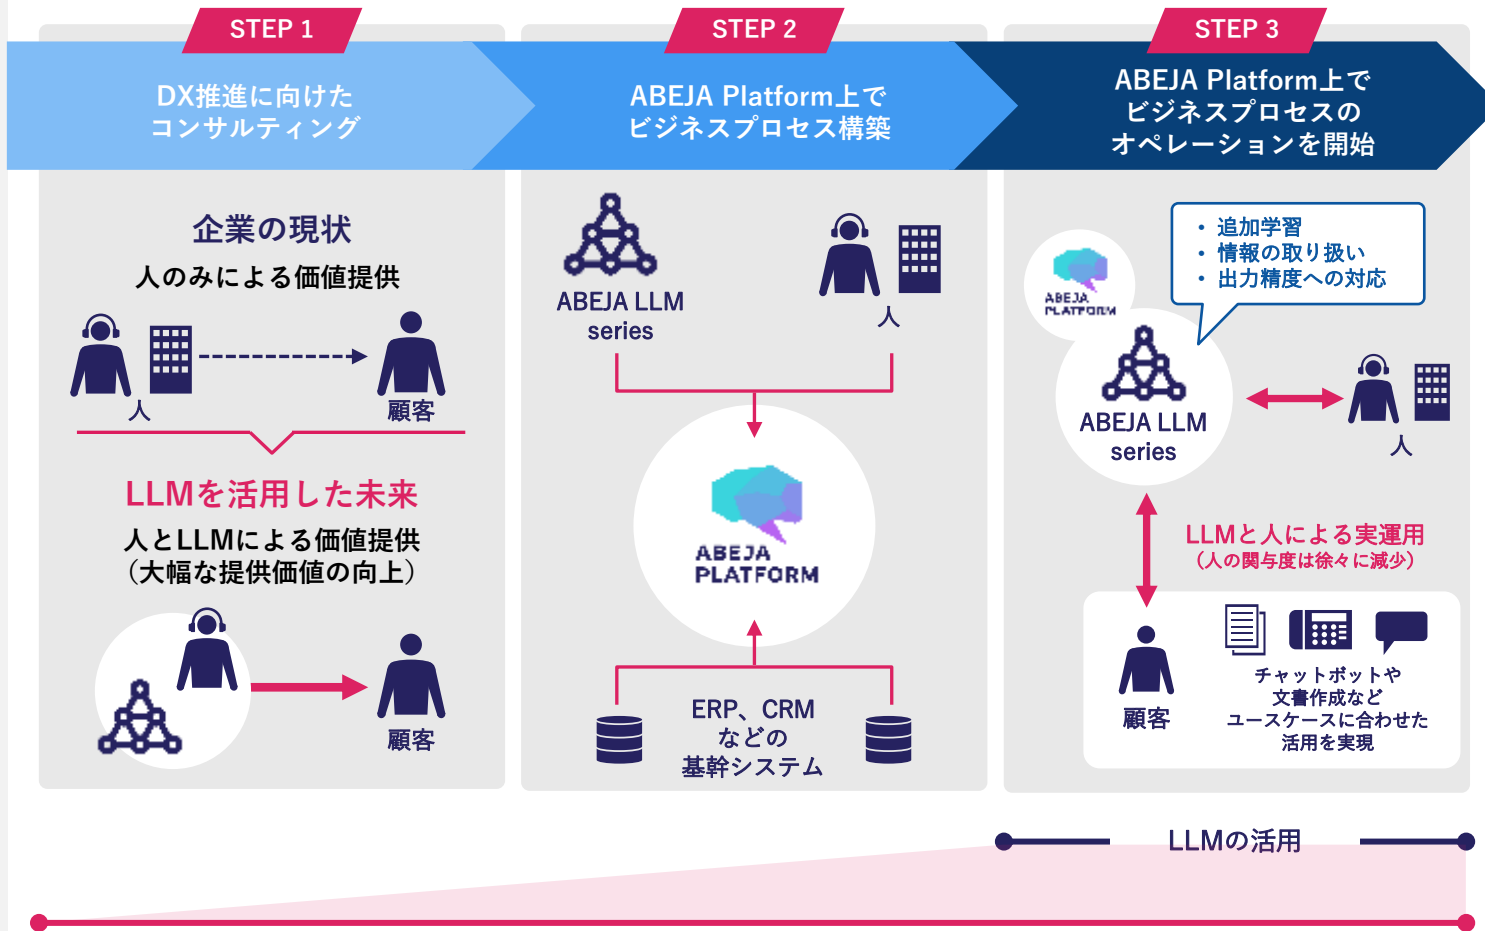 STEP 1
DX推進に向けた
コンサルティング
企業の現状
人のみによる価値提供
人
顧客
LLMを活用した未来
人とLLMによる価値提供
（大幅な提供価値の向上）
顧客
STEP 2
ABEJA Platform上で
ビジネスプロセス構築
ABEJA LLM
series
人
ABEJA
PLATFORM
ERP、CRM
などの
基幹システム
STEP 3
ABEJA Platform上で
ビジネスプロセスの
オペレーションを開始
• 追加学習
• 情報の取り扱い
• 出力精度への対応
ABEJA
PLATFORM
ABEJA LLM
series
人
LLMと人による実運用
（人の関与度は徐々に減少）
顧客
チャットボットや
文書作成など
ユースケースに合わせた
活用を実現
LLMの活用